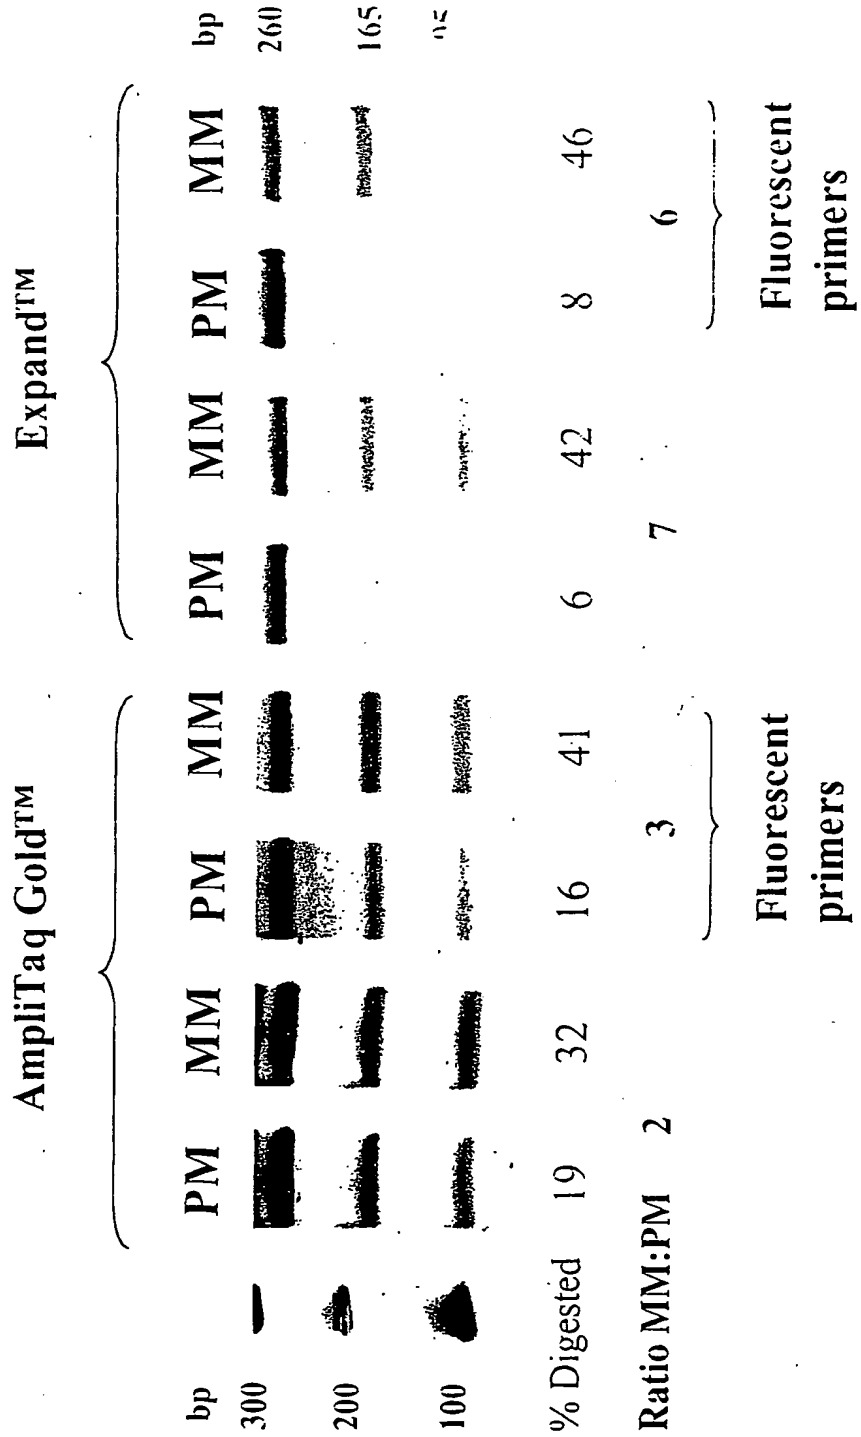 AmpliTaq Gold™ Expand™
bp PM MM PM MM PM MM PM MM bp
300 260
200 165
100
% Digested 19 32 16 41 6 42 8 46
Ratio MM:PM 2 3 7 6
Fluorescent Fluorescent
primers primers